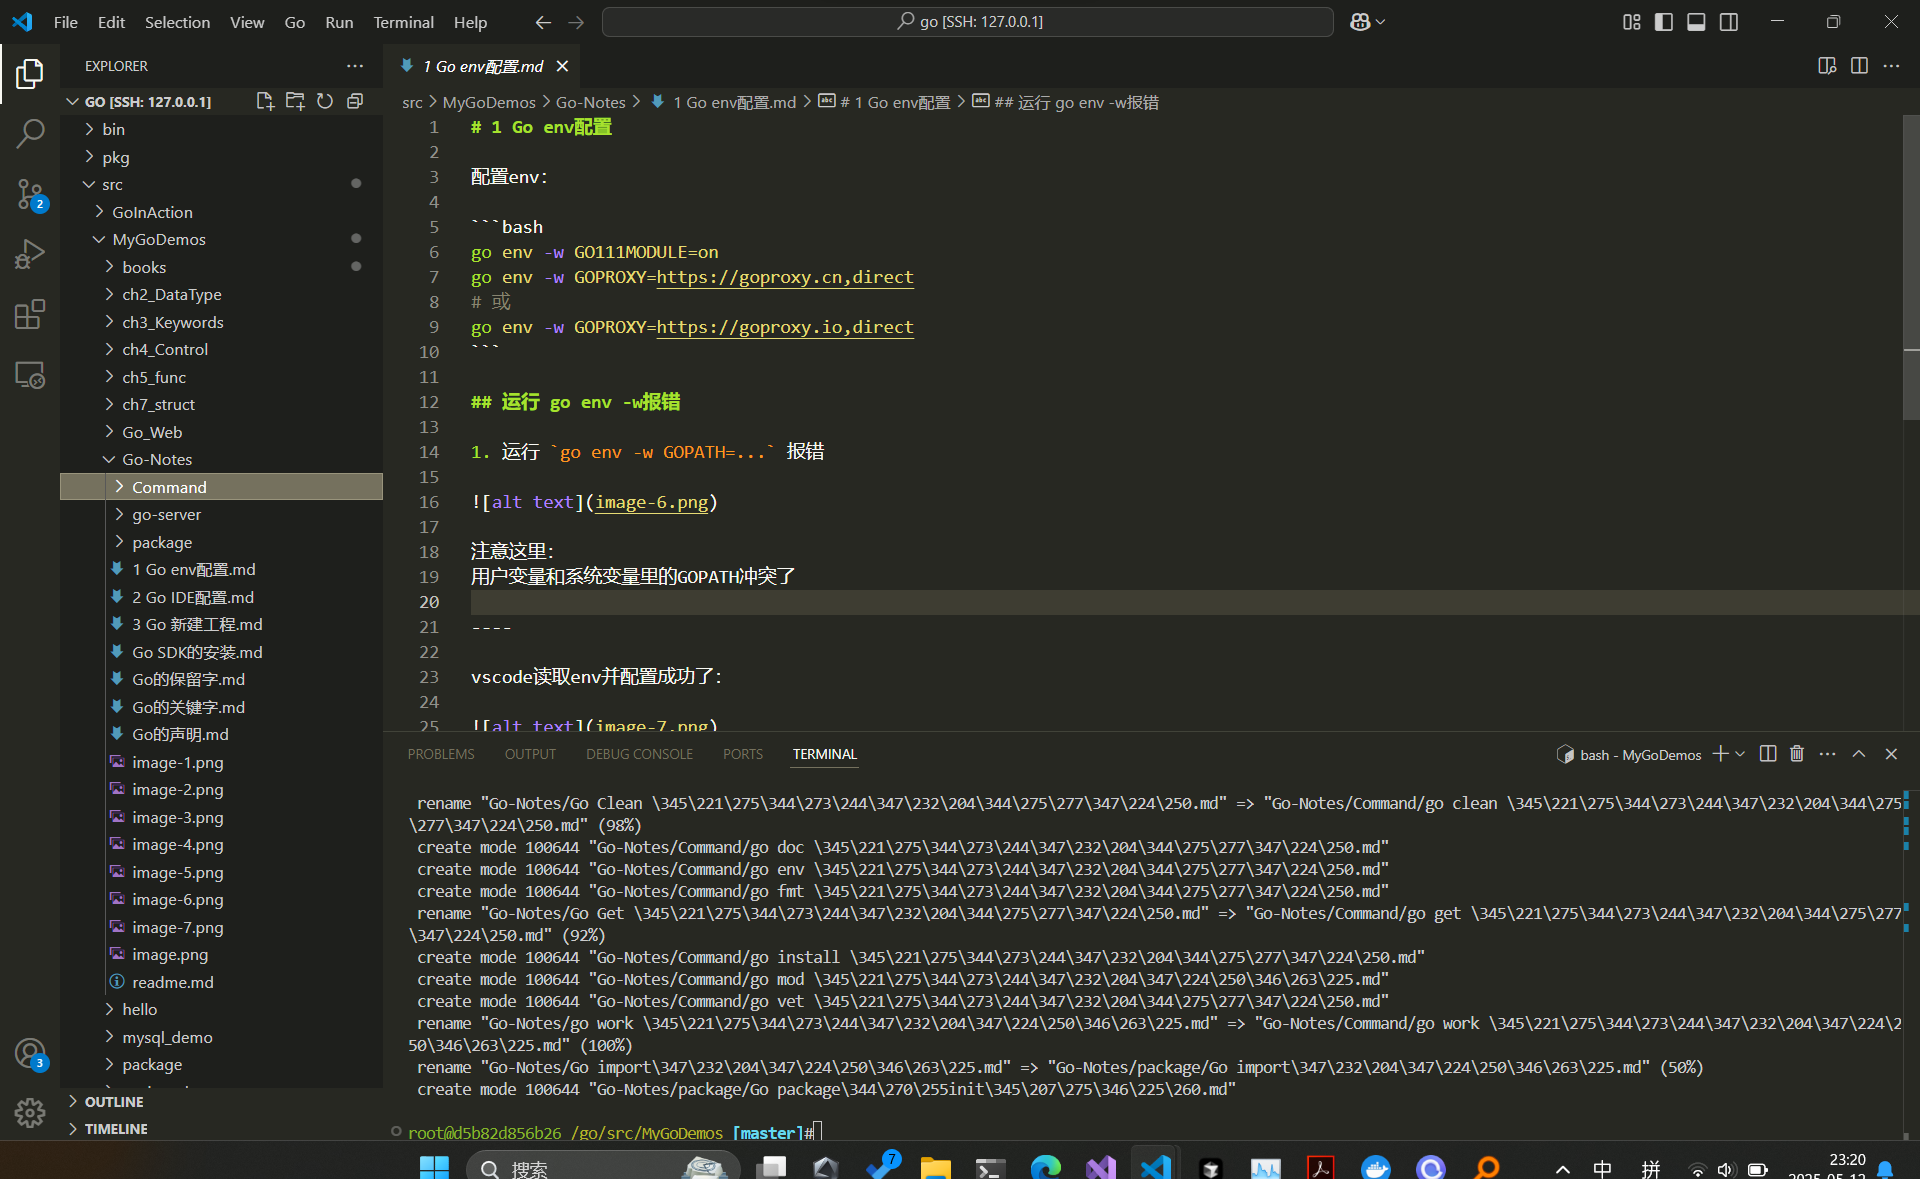 File Edit Selection View Go Run Terminal Help
go [SSH: 127.0.0.1]
EXPLORER
GO [SSH: 127.0.0.1]
bin
pkg
src
GoInAction
MyGoDemos
books
ch2_DataType
ch3_Keywords
ch4_Control
ch5_func
ch7_struct
Go_Web
Go-Notes
Command
go-server
package
1 Go env配置.md
2 Go IDE配置.md
3 Go 新建工程.md
Go SDK的安装.md
Go的保留字.md
Go的关键字.md
Go的声明.md
image-1.png
image-2.png
image-3.png
image-4.png
image-5.png
image-6.png
image-7.png
image.png
readme.md
hello
mysql_demo
package
OUTLINE
TIMELINE
2
3
1 Go env配置.md
src > MyGoDemos > Go-Notes > 1 Go env配置.md > # 1 Go env配置 > ## 运行 go env -w报错
1 # 1 Go env配置
2
3 配置env：
4
5 ```bash
6 go env -w GO111MODULE=on
7 go env -w GOPROXY=https://goproxy.cn,direct
8 # 或
9 go env -w GOPROXY=https://goproxy.io,direct
10 ```
11
12 ## 运行 go env -w报错
13
14 1. 运行 `go env -w GOPATH=...` 报错
15
16 ![alt text](image-6.png)
17
18 注意这里：
19 用户变量和系统变量里的GOPATH冲突了
20
21 ----
22
23 vscode读取env并配置成功了：
24
25 ![alt text](image-7.png)
PROBLEMS OUTPUT DEBUG CONSOLE PORTS TERMINAL
bash - MyGoDemos
rename "Go-Notes/Go Clean \345\221\275\344\273\244\347\232\204\344\275\277\347\224\250.md" => "Go-Notes/Command/go clean \345\221\275\344\273\244\347\232\204\344\275
\277\347\224\250.md" (98%)
create mode 100644 "Go-Notes/Command/go doc \345\221\275\344\273\244\347\232\204\344\275\277\347\224\250.md"
create mode 100644 "Go-Notes/Command/go env \345\221\275\344\273\244\347\232\204\344\275\277\347\224\250.md"
create mode 100644 "Go-Notes/Command/go fmt \345\221\275\344\273\244\347\232\204\344\275\277\347\224\250.md"
rename "Go-Notes/Go Get \345\221\275\344\273\244\347\232\204\344\275\277\347\224\250.md" => "Go-Notes/Command/go get \345\221\275\344\273\244\347\232\204\344\275\277
\347\224\250.md" (92%)
create mode 100644 "Go-Notes/Command/go install \345\221\275\344\273\244\347\232\204\344\275\277\347\224\250.md"
create mode 100644 "Go-Notes/Command/go mod \345\221\275\344\273\244\347\232\204\347\224\250\346\263\225.md"
create mode 100644 "Go-Notes/Command/go vet \345\221\275\344\273\244\347\232\204\344\275\277\347\224\250.md"
rename "Go-Notes/go work \345\221\275\344\273\244\347\232\204\347\224\250\346\263\225.md" => "Go-Notes/Command/go work \345\221\275\344\273\244\347\232\204\347\224\2
50\346\263\225.md" (100%)
rename "Go-Notes/Go import\347\232\204\347\224\250\346\263\225.md" => "Go-Notes/package/Go import\347\232\204\347\224\250\346\263\225.md" (50%)
create mode 100644 "Go-Notes/package/Go package\344\270\255init\345\207\275\346\225\260.md"
root@d5b82d856b26 /go/src/MyGoDemos [master]#
搜索
7
中
拼
23:20
2025-05-12